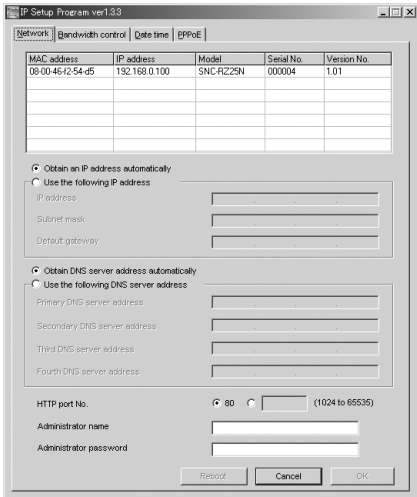 IP Setup Program ver1.3.3
Network Bandwidth control Date time PPPoE
MAC address IP address Model Serial No. Version No.
08-00-46-f2-54-d5 192.168.0.100 SNC-RZ25N 000004 1.01
Obtain an IP address automatically
Use the following IP address
IP address
Subnet mask
Default gateway
Obtain DNS server address automatically
Use the following DNS server address
Primary DNS server address
Secondary DNS server address
Third DNS server address
Fourth DNS server address
HTTP port No. 80 (1024 to 65535)
Administrator name
Administrator password
Reboot Cancel OK